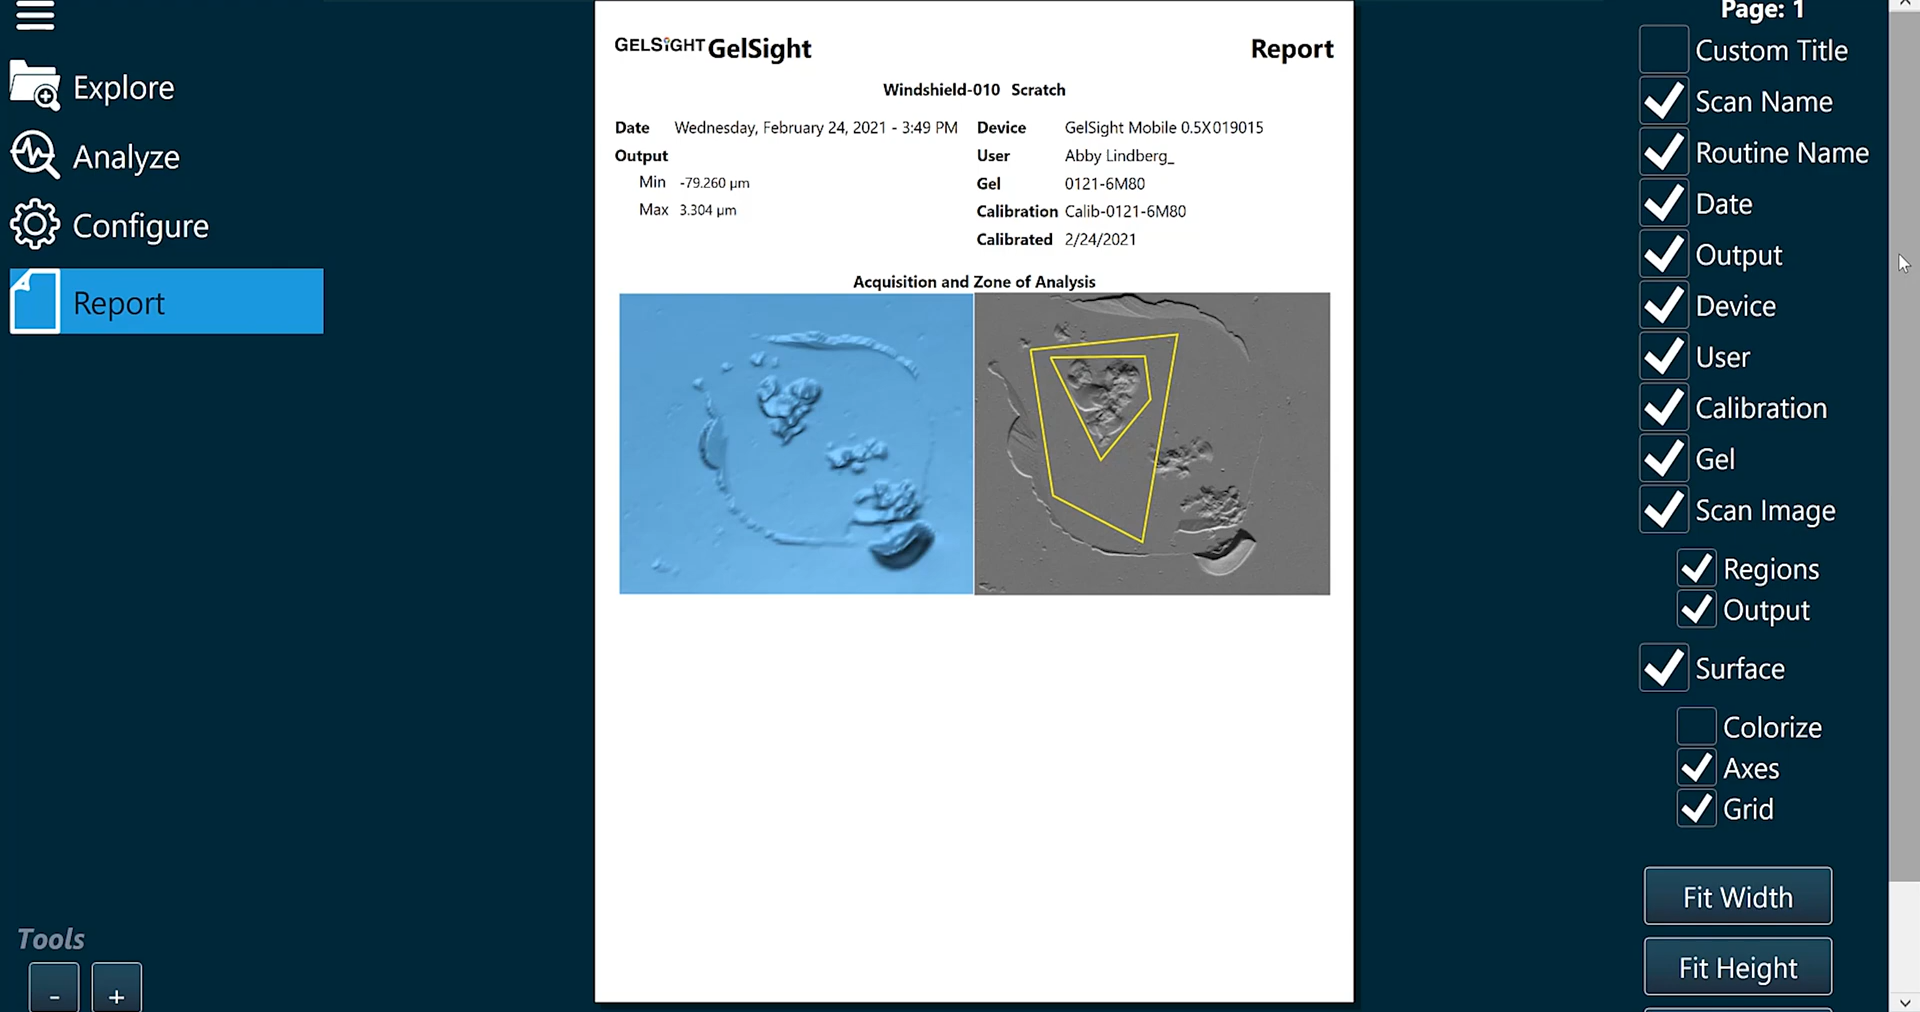 Explore
Analyze
Configure
Report
Tools
-
+
GELSiGHT GelSight
Report
Windshield-010 Scratch
Date Wednesday, February 24, 2021 - 3:49 PM
Output
Min -79.260 µm
Max 3.304 µm
Device GelSight Mobile 0.5X019015
User Abby Lindberg_
Gel 0121-6M80
Calibration Calib-0121-6M80
Calibrated 2/24/2021
Acquisition and Zone of Analysis
Page: 1
Custom Title
Scan Name
Routine Name
Date
Output
Device
User
Calibration
Gel
Scan Image
Regions
Output
Surface
Colorize
Axes
Grid
Fit Width
Fit Height